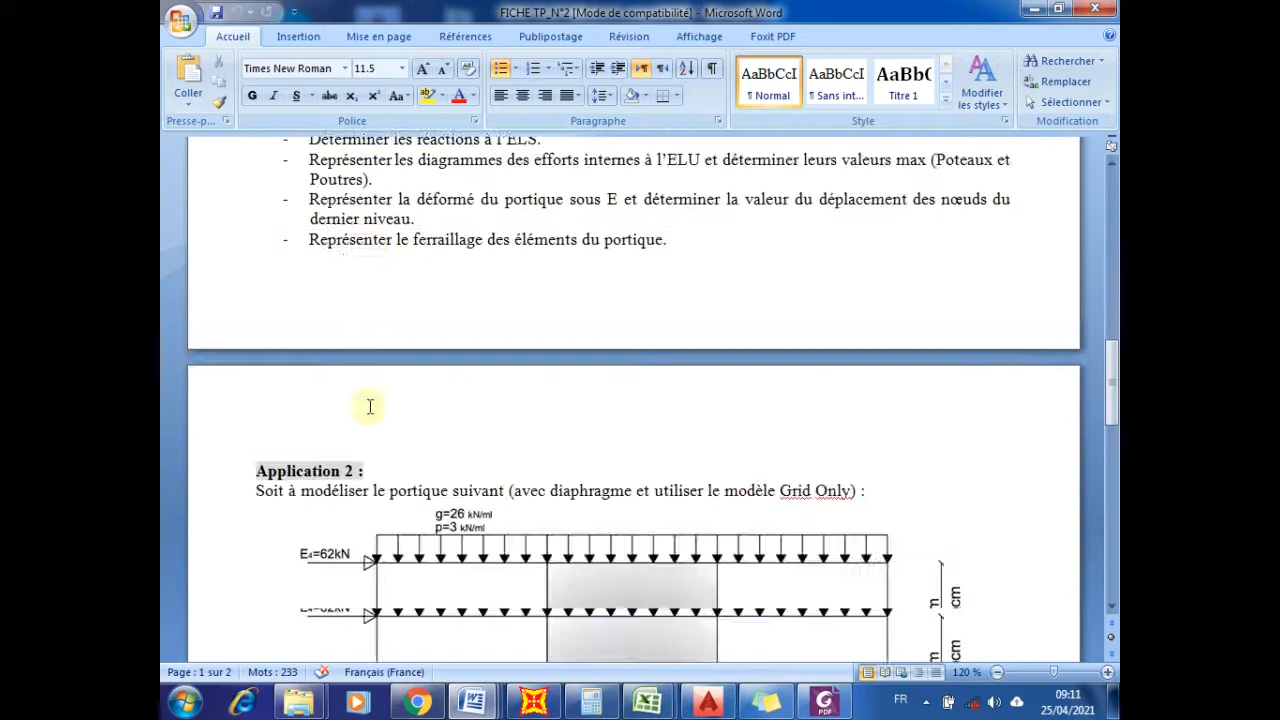 FICHE TP_N°2 [Mode de compatibilité] - Microsoft Word
Accueil Insertion Mise en page Références Publipostage Révision Affichage Foxit PDF
Coller
Presse-p...
Times New Roman 11.5
G I S abc x₂ x² Aa
Police
Paragraphe
AaBbCcI AaBbCcI AaBbC
¶ Normal ¶ Sans int... Titre 1
Modifier les styles
Style
Rechercher
Remplacer
Sélectionner
Modification
- Déterminer les réactions à l'ELS.
- Représenter les diagrammes des efforts internes à l'ELU et déterminer leurs valeurs max (Poteaux et
Poutres).
- Représenter la déformé du portique sous E et déterminer la valeur du déplacement des nœuds du
dernier niveau.
- Représenter le ferraillage des éléments du portique.
Application 2 :
Soit à modéliser le portique suivant (avec diaphragme et utiliser le modèle Grid Only) :
g=26 kN/ml
p=3 kN/ml
E₄=62kN
cm
cm
Page : 1 sur 2 Mots : 233 Français (France) 120 %
FR
09:11
25/04/2021